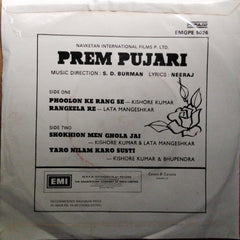 EMGPE 5026
NAVKETAN INTERNATIONAL FILMS P. LTD.
PREM PUJARI
MUSIC DIRECTION : S. D. BURMAN LYRICS : NEERAJ
SIDE ONE
PHOOLON KE RANG SE — KISHORE KUMAR
RANGEELA RE — LATA MANGESHKAR
SIDE TWO
SHOKHION MEN GHOLA JAI
— KISHORE KUMAR & LATA MANGESHKAR
YARO NILAM KARO SUSTI
— KISHORE KUMAR & BHUPENDRA
EMI